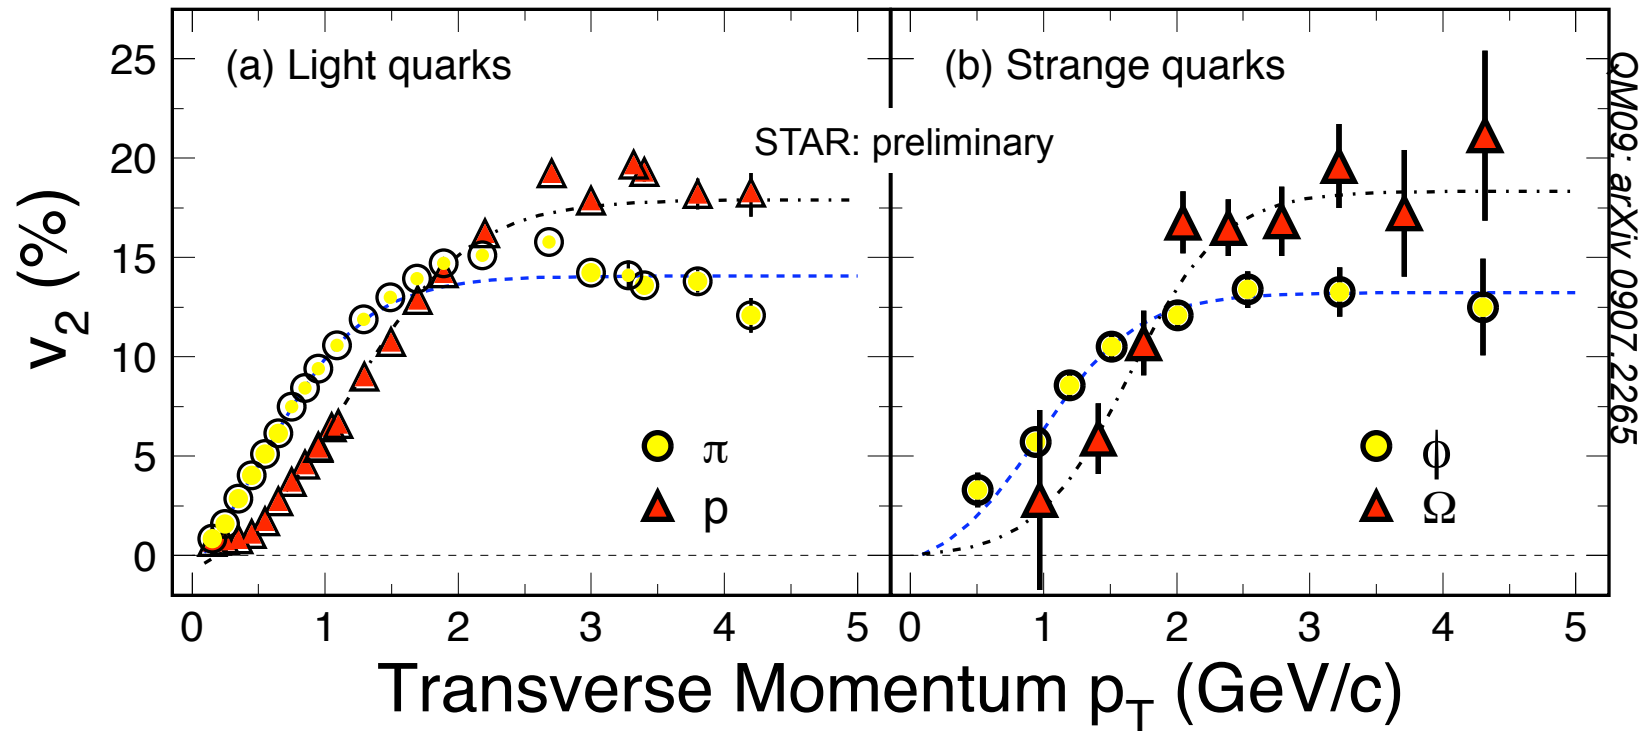 (a) Light quarks
(b) Strange quarks
STAR: preliminary
QM09: arXiv 0907.2265
v2 (%)
25
20
15
10
5
0
π
p
ϕ
Ω
0 1 2 3 4 5
0 1 2 3 4 5
Transverse Momentum pT (GeV/c)